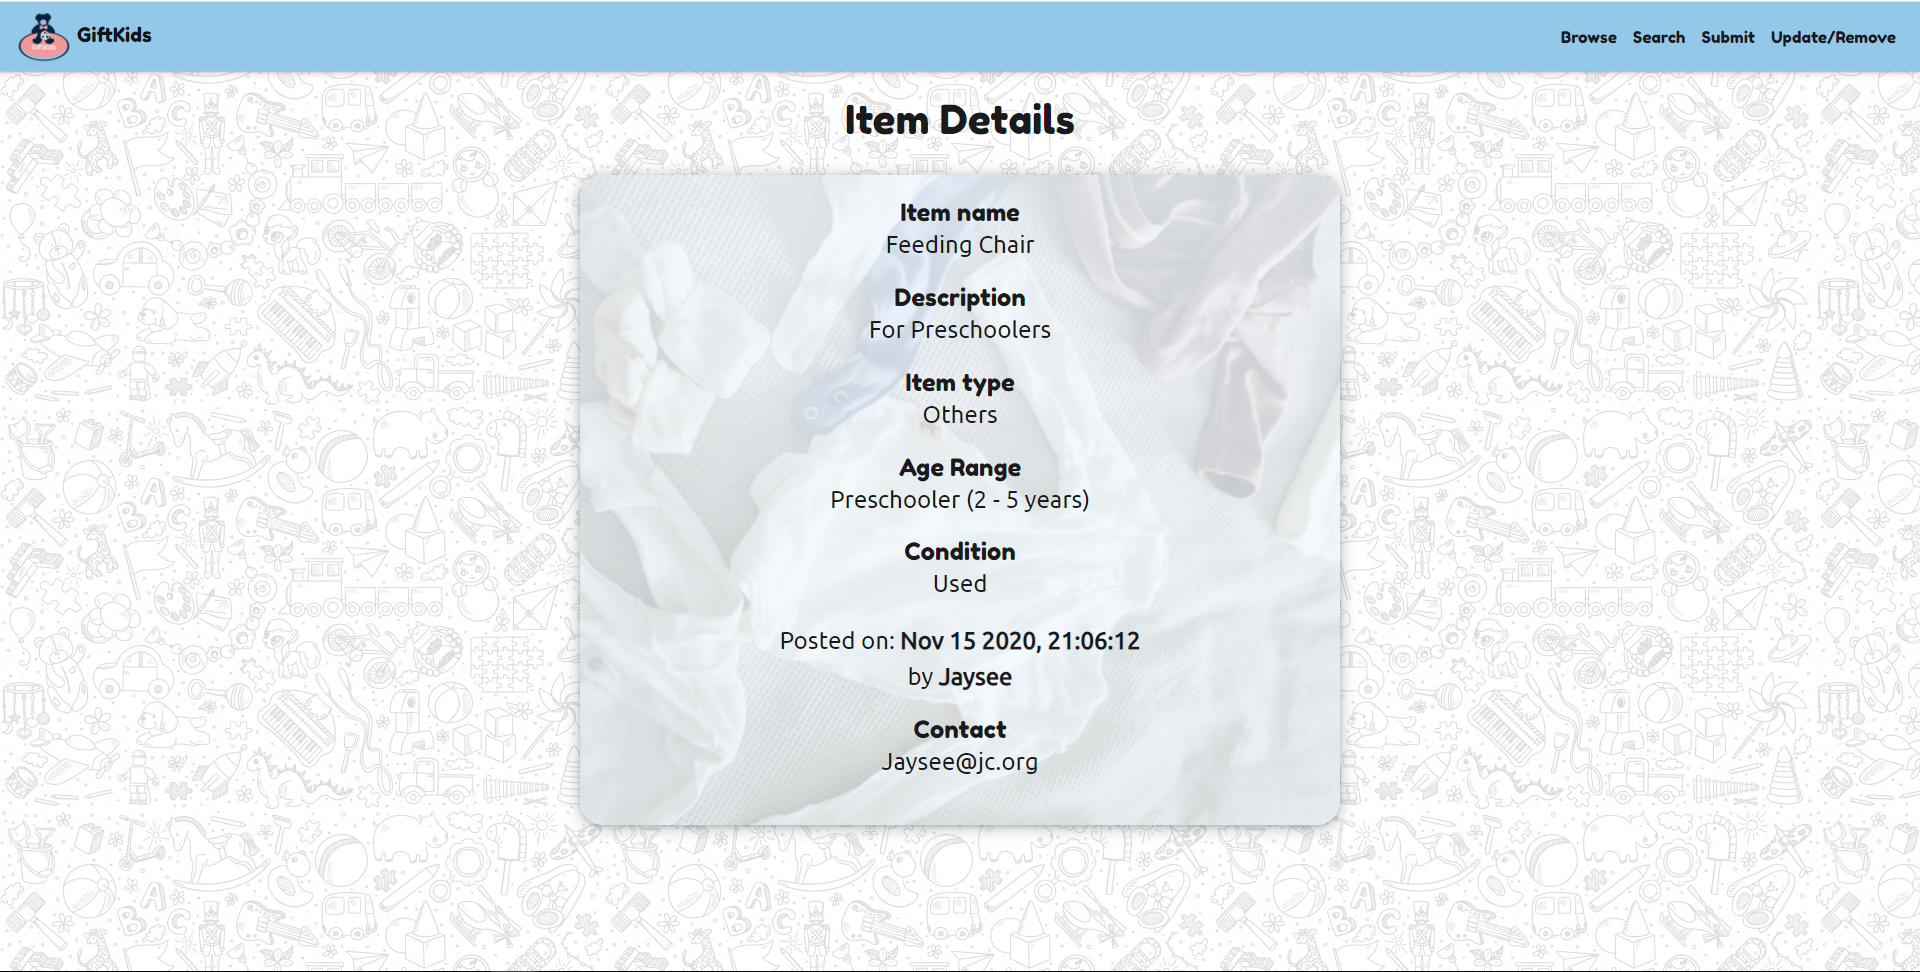 GiftKids
Browse Search Submit Update/Remove
Item Details
Item name
Feeding Chair
Description
For Preschoolers
Item type
Others
Age Range
Preschooler (2 - 5 years)
Condition
Used
Posted on: Nov 15 2020, 21:06:12
by Jaysee
Contact
Jaysee@jc.org